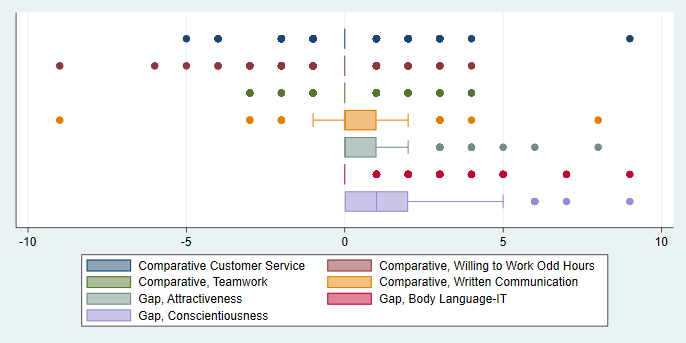 -10 -5 0 5 10
Comparative Customer Service Comparative, Willing to Work Odd Hours
Comparative, Teamwork Comparative, Written Communication
Gap, Attractiveness Gap, Body Language-IT
Gap, Conscientiousness